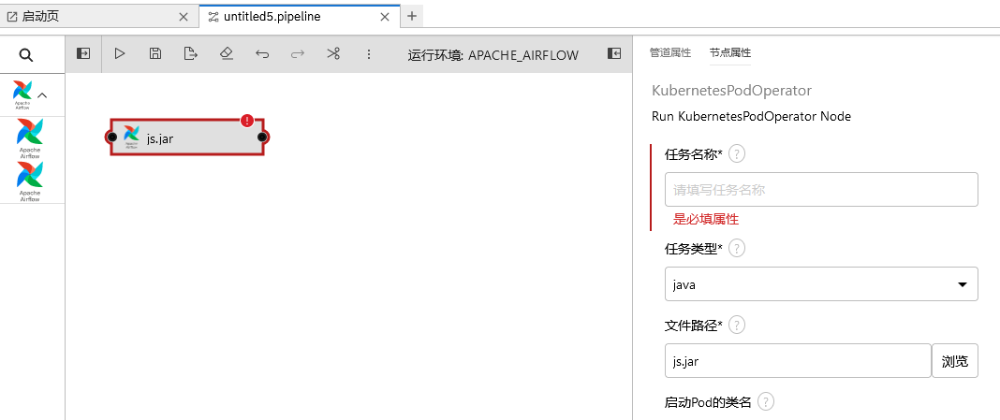 启动页
untitled5.pipeline
运行环境: APACHE_AIRFLOW
管道属性 节点属性
Apache
Airflow
Apache
Airflow
Apache
Airflow
js.jar
KubernetesPodOperator
Run KubernetesPodOperator Node
任务名称* ?
请填写任务名称
是必填属性
任务类型* ?
java
文件路径* ?
js.jar 浏览
启动Pod的类名 ?